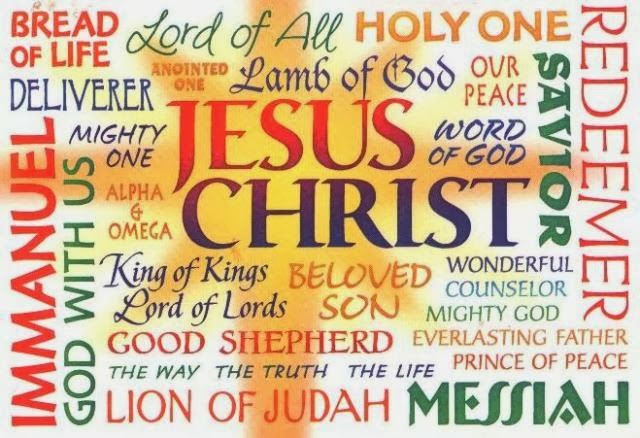 BREAD
OF LIFE
Lord of All
HOLY ONE
REDEEMER
ANOINTED
ONE
Lamb of God
OUR
PEACE
SAVIOR
DELIVERER
MIGHTY
ONE
JESUS
CHRIST
WORD
OF GOD
IMMANUEL
GOD WITH US
ALPHA
&
OMEGA
King of Kings
Lord of Lords
BELOVED
SON
WONDERFUL
COUNSELOR
MIGHTY GOD
EVERLASTING FATHER
PRINCE OF PEACE
GOOD SHEPHERD
THE WAY THE TRUTH THE LIFE
LION OF JUDAH
MESSIAH